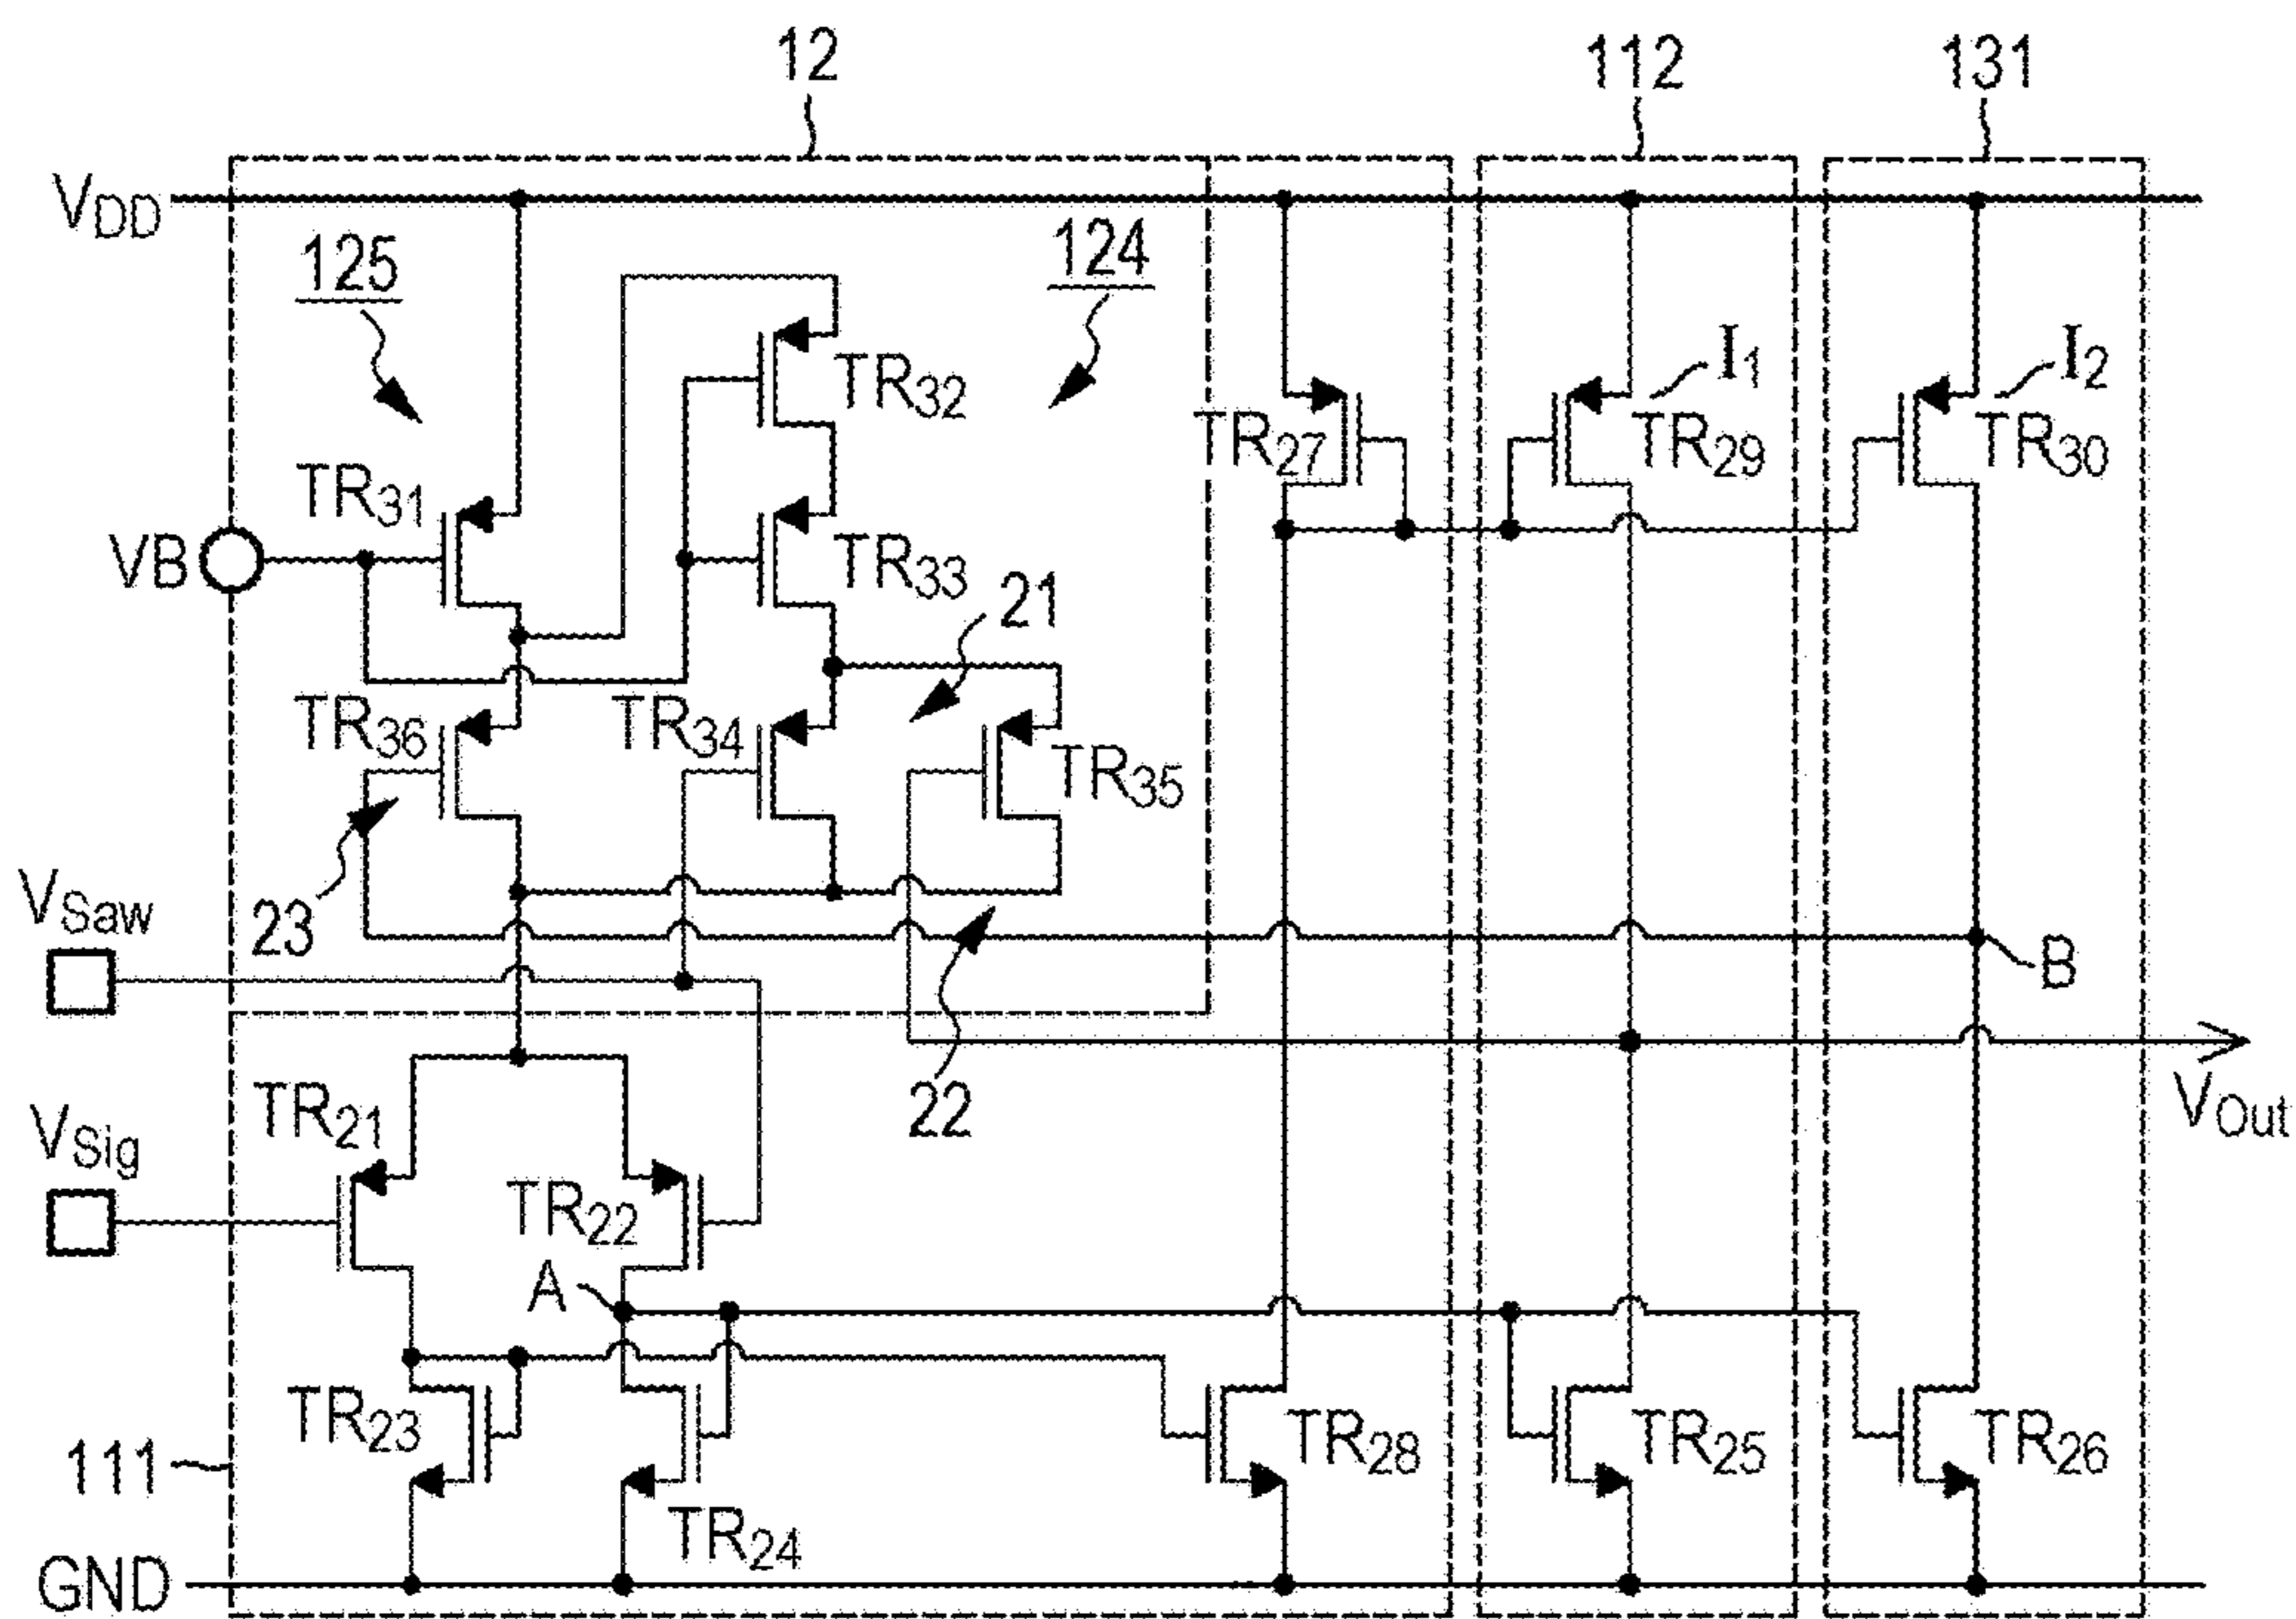 12
112
131
VDD
125
124
TR32
I1
I2
TR27
TR29
TR30
TR31
VB
TR33
21
TR36
TR34
TR35
VSaw
23
B
22
TR21
VOut
VSig
TR22
A
TR23
TR28
TR25
TR26
111
TR24
GND